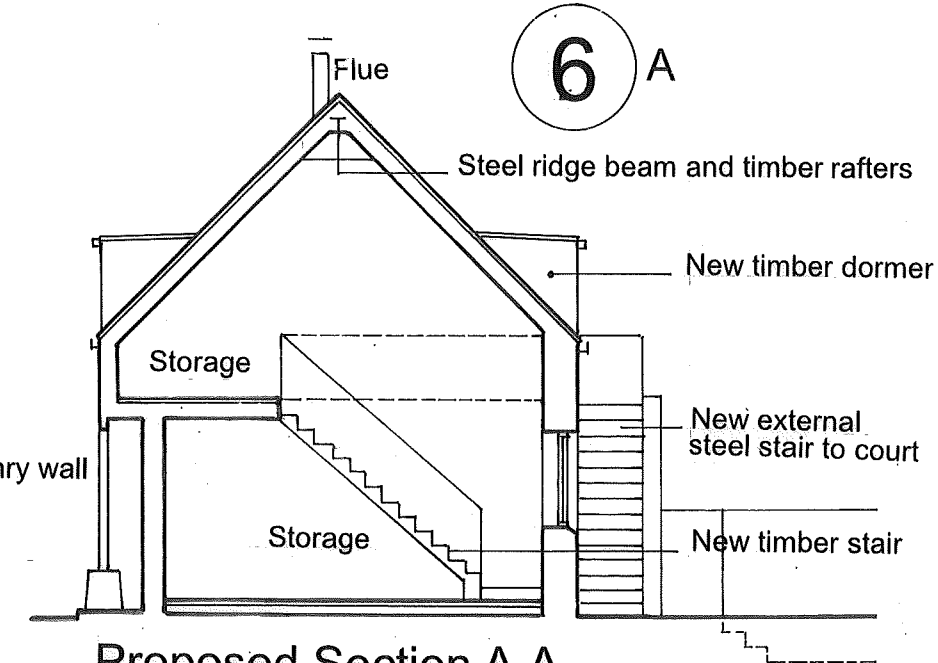 6 A
Flue
Steel ridge beam and timber rafters
New timber dormer
Storage
New external
steel stair to court
wall
Storage
New timber stair
Proposed Section A-A